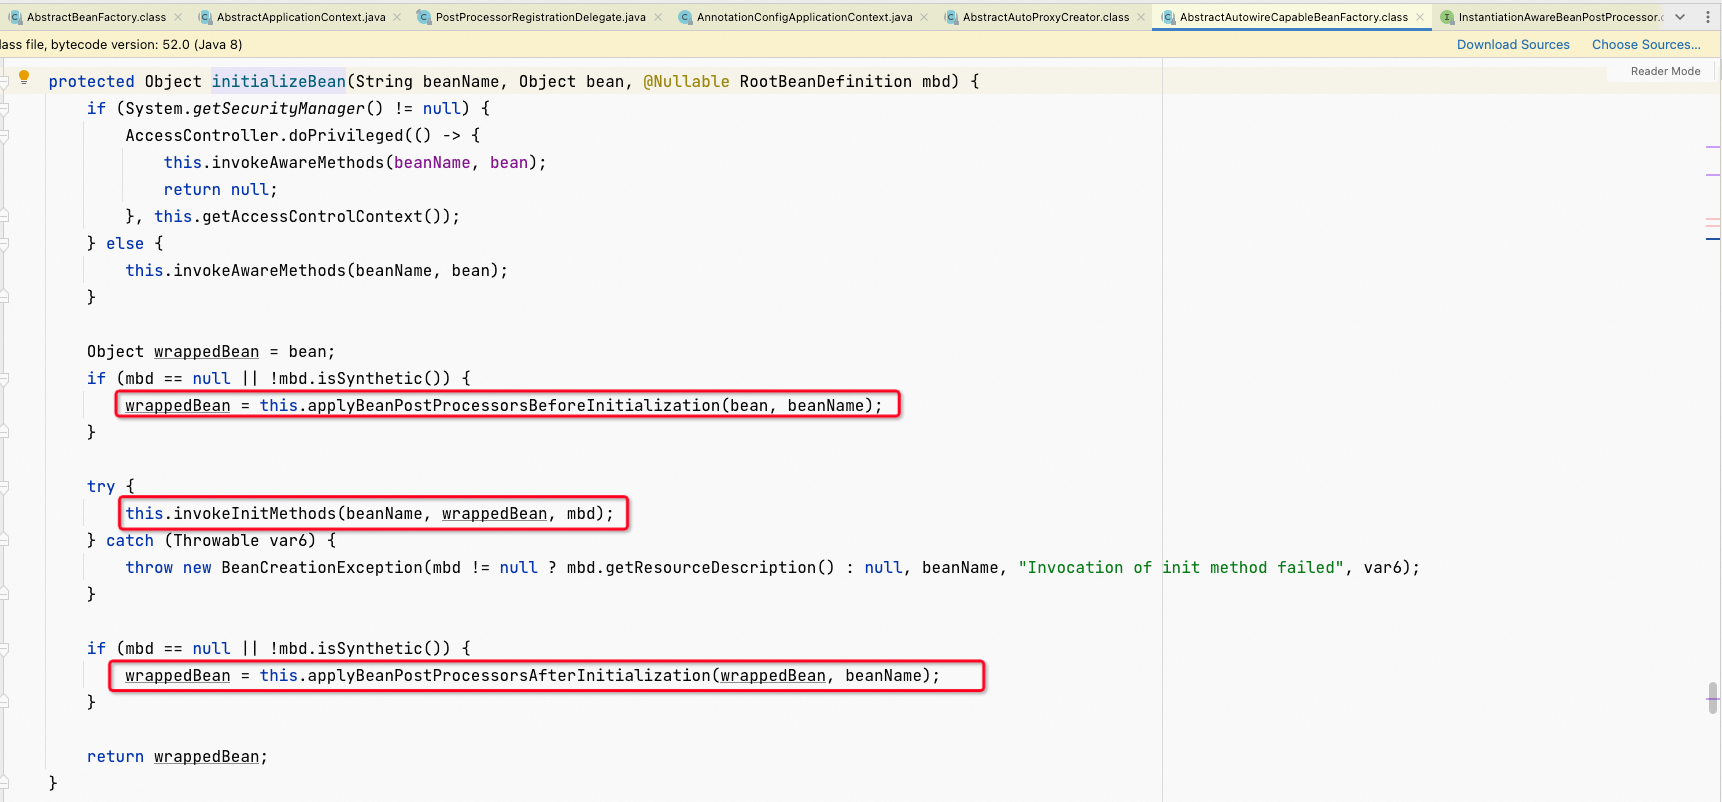 AbstractBeanFactory.class AbstractApplicationContext.java PostProcessorRegistrationDelegate.java AnnotationConfigApplicationContext.java AbstractAutoProxyCreator.class AbstractAutowireCapableBeanFactory.class InstantiationAwareBeanPostProcessor.
lass file, bytecode version: 52.0 (Java 8) Download Sources Choose Sources...
Reader Mode
protected Object initializeBean(String beanName, Object bean, @Nullable RootBeanDefinition mbd) {
if (System.getSecurityManager() != null) {
AccessController.doPrivileged(() -> {
this.invokeAwareMethods(beanName, bean);
return null;
}, this.getAccessControlContext());
} else {
this.invokeAwareMethods(beanName, bean);
}
Object wrappedBean = bean;
if (mbd == null || !mbd.isSynthetic()) {
wrappedBean = this.applyBeanPostProcessorsBeforeInitialization(bean, beanName);
}
try {
this.invokeInitMethods(beanName, wrappedBean, mbd);
} catch (Throwable var6) {
throw new BeanCreationException(mbd != null ? mbd.getResourceDescription() : null, beanName, "Invocation of init method failed", var6);
}
if (mbd == null || !mbd.isSynthetic()) {
wrappedBean = this.applyBeanPostProcessorsAfterInitialization(wrappedBean, beanName);
}
return wrappedBean;
}